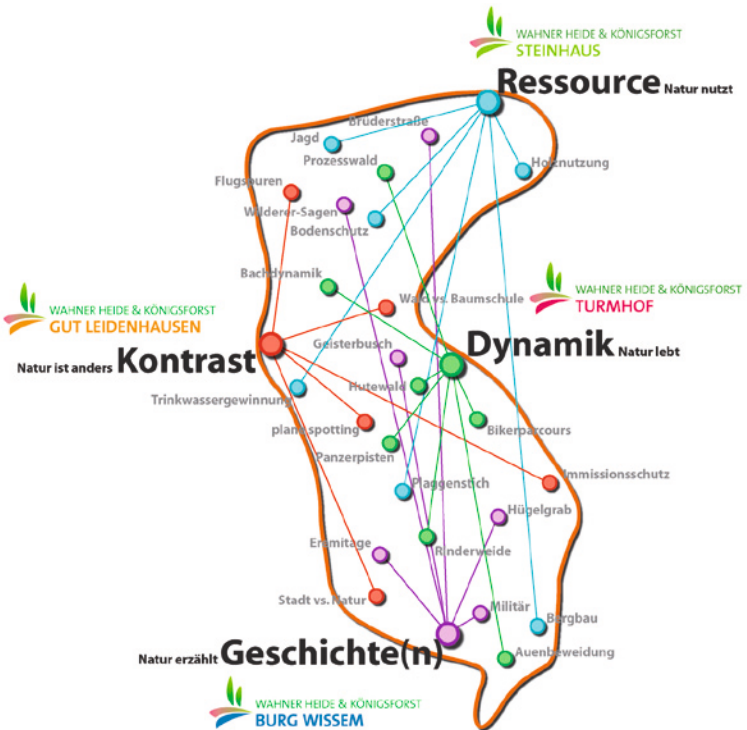 WAHNER HEIDE & KÖNIGSFORST
STEINHAUS
Ressource Natur nutzt
Brüderstraße
Jagd
Prozesswald
Holznutzung
Flugspuren
Wilderer-Sagen
Bodenschutz
Bachdynamik
WAHNER HEIDE & KÖNIGSFORST
TURMHOF
Wald vs. Baumschule
WAHNER HEIDE & KÖNIGSFORST
GUT LEIDENHAUSEN
Geisterbusch
Dynamik Natur lebt
Natur ist anders Kontrast
Hutewald
Trinkwassergewinnung
plane spotting
Bikerparcours
Panzerpisten
Immissionsschutz
Plaggenstich
Hügelgrab
Eremitage
Rinderweide
Stadt vs. Natur
Militär
Bergbau
Natur erzählt Geschichte(n)
Auenbeweidung
WAHNER HEIDE & KÖNIGSFORST
BURG WISSEM